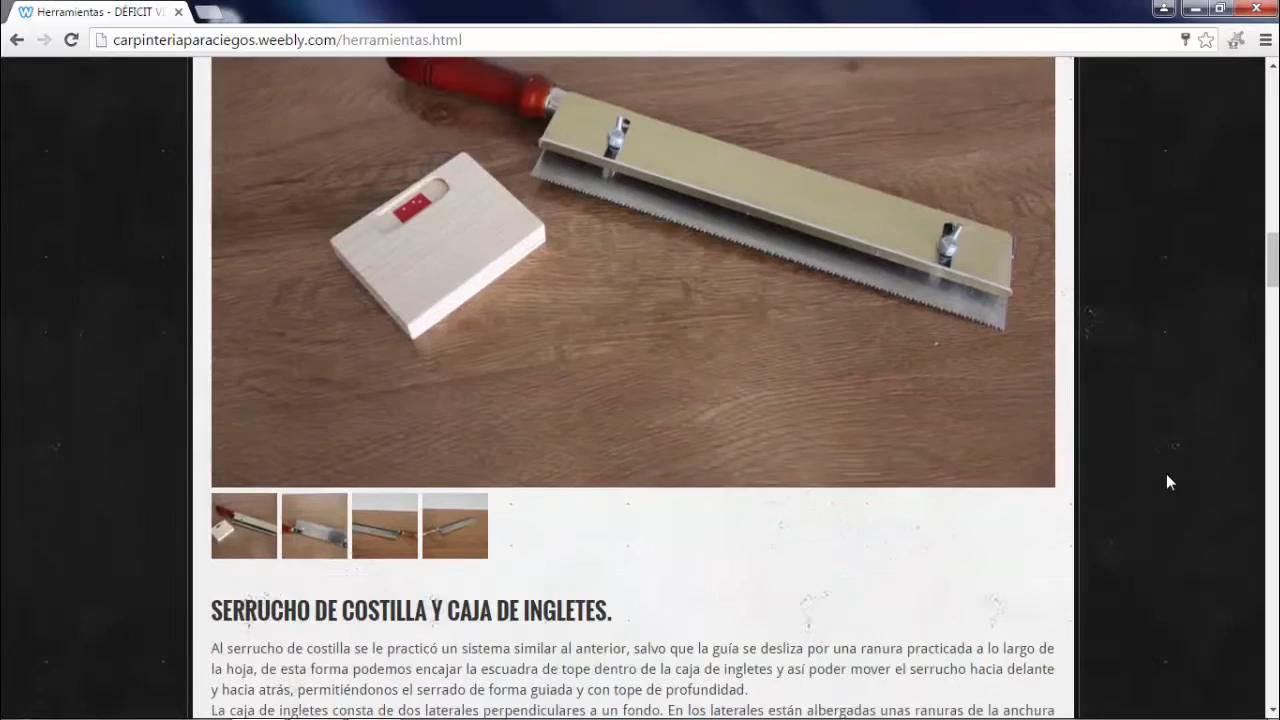 Herramientas - DÉFICIT VI
carpinteriaparaciegos.weebly.com/herramientas.html
SERRUCHO DE COSTILLA Y CAJA DE INGLETES.
Al serrucho de costilla se le practicó un sistema similar al anterior, salvo que la guía se desliza por una ranura practicada a lo largo de
la hoja, de esta forma podemos encajar la escuadra de tope dentro de la caja de ingletes y así poder mover el serrucho hacia delante
y hacia atrás, permitiéndonos el serrado de forma guiada y con tope de profundidad.
La caja de ingletes consta de dos laterales perpendiculares a un fondo. En los laterales están albergadas unas ranuras de la anchura